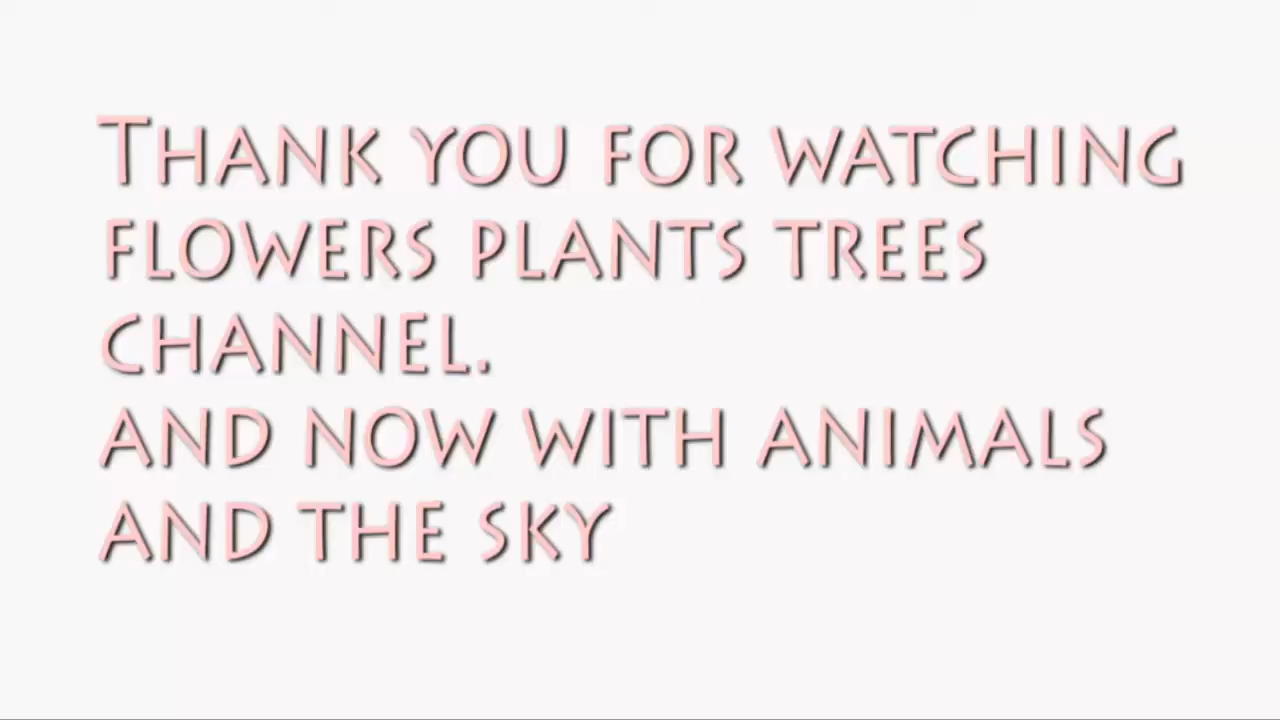 Thank you for watching
flowers plants trees
channel.
and now with animals
and the sky